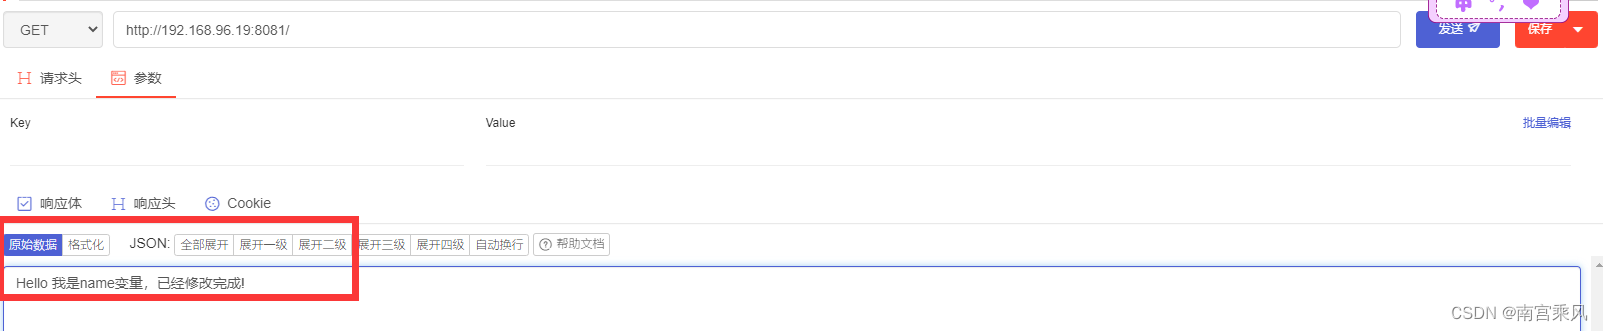 GET http://192.168.96.19:8081/ 发送 保存
请求头 参数
Key Value 批量编辑
响应体 响应头 Cookie
原始数据 格式化 JSON: 全部展开 展开一级 展开二级 展开三级 展开四级 自动换行 帮助文档
Hello 我是name变量，已经修改完成!
CSDN @南宫乘风